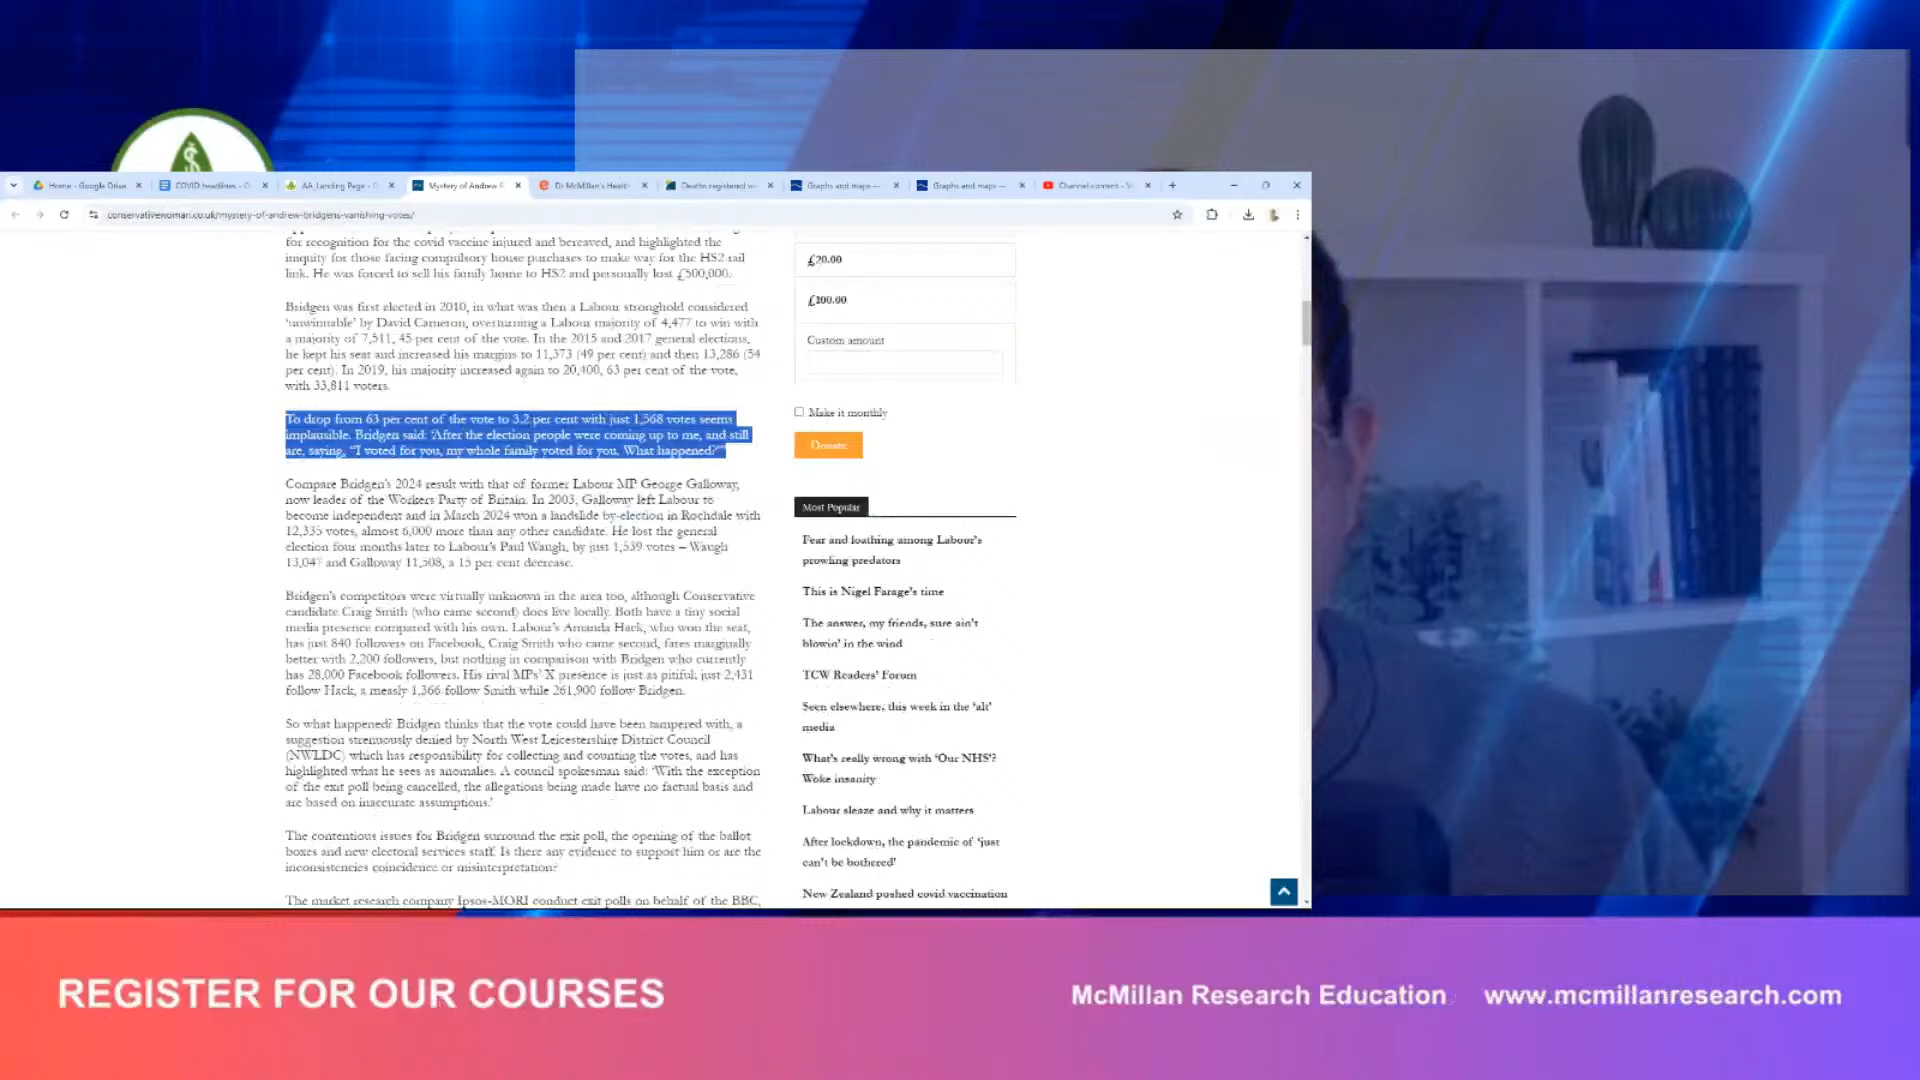 Home - Google Drive
COVID headlines - G
AA Landing Page - D
Mystery of Andrew B
Dr McMillan's Health
Deaths registered w
Graphs and maps —
Graphs and maps —
Channel content - Y
conservativewoman.co.uk/mystery-of-andrew-bridgens-vanishing-votes/
for recognition for the covid vaccine injured and bereaved, and highlighted the
inquity for those facing compulsory house purchases to make way for the HS2 rail
link. He was forced to sell his family home to HS2 and personally lost £500,000.
Bridgen was first elected in 2010, in what was then a Labour stronghold considered
'unwinnable' by David Cameron, overturning a Labour majority of 4,477 to win with
a majority of 7,511, 45 per cent of the vote. In the 2015 and 2017 general elections,
he kept his seat and increased his margins to 11,373 (49 per cent) and then 13,286 (54
per cent). In 2019, his majority increased again to 20,400, 63 per cent of the vote,
with 33,811 voters.
To drop from 63 per cent of the vote to 3.2 per cent with just 1,568 votes seems
implausible. Bridgen said: 'After the election people were coming up to me, and still
are, saying, "I voted for you, my whole family voted for you. What happened?"'
Compare Bridgen's 2024 result with that of former Labour MP George Galloway,
now leader of the Workers Party of Britain. In 2003, Galloway left Labour to
become independent and in March 2024 won a landslide by-election in Rochdale with
12,335 votes, almost 6,000 more than any other candidate. He lost the general
election four months later to Labour's Paul Waugh, by just 1,539 votes – Waugh
13,047 and Galloway 11,508, a 15 per cent decrease.
Bridgen's competitors were virtually unknown in the area too, although Conservative
candidate Craig Smith (who came second) does live locally. Both have a tiny social
media presence compared with his own. Labour's Amanda Hack, who won the seat,
has just 840 followers on Facebook, Craig Smith who came second, fares marginally
better with 2,200 followers, but nothing in comparison with Bridgen who currently
has 28,000 Facebook followers. His rival MPs' X presence is just as pitiful: just 2,431
follow Hack, a measly 1,366 follow Smith while 261,900 follow Bridgen.
So what happened? Bridgen thinks that the vote could have been tampered with, a
suggestion strenuously denied by North West Leicestershire District Council
(NWLDC) which has responsibility for collecting and counting the votes, and has
highlighted what he sees as anomalies. A council spokesman said: 'With the exception
of the exit poll being cancelled, the allegations being made have no factual basis and
are based on inaccurate assumptions.'
The contentious issues for Bridgen surround the exit poll, the opening of the ballot
boxes and new electoral services staff. Is there any evidence to support him or are the
inconsistencies coincidence or misinterpretation?
The market research company Ipsos-MORI conduct exit polls on behalf of the BBC,
£20.00
£100.00
Custom amount
Make it monthly
Donate
Most Popular
Fear and loathing among Labour's
prowling predators
This is Nigel Farage's time
The answer, my friends, sure ain't
blowin' in the wind
TCW Readers' Forum
Seen elsewhere, this week in the 'alt'
media
What's really wrong with 'Our NHS'?
Woke insanity
Labour sleaze and why it matters
After lockdown, the pandemic of 'just
can't be bothered'
New Zealand pushed covid vaccination
REGISTER FOR OUR COURSES
McMillan Research Education
www.mcmillanresearch.com